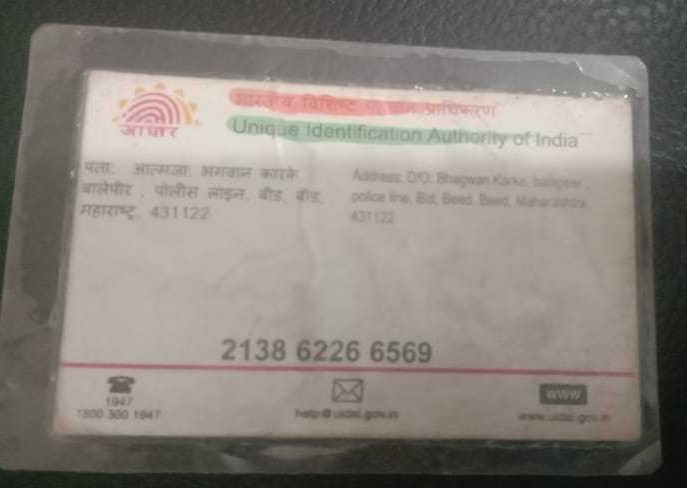 भारतीय विशिष्ट पहचान प्राधिकरण
आधार
Unique Identification Authority of India
पता: आत्मजा: भगवान कारके
बालेपीर , पोलीस लाइन, बीड, बीड,
महाराष्ट्र, 431122
Address: D/O: Bhagwan Karke, balepeer ,
police line, Bid, Beed, Beed, Maharashtra,
431122
2138 6226 6569
1947
1800 300 1947
help@uidai.gov.in
WWW
www.uidai.gov.in